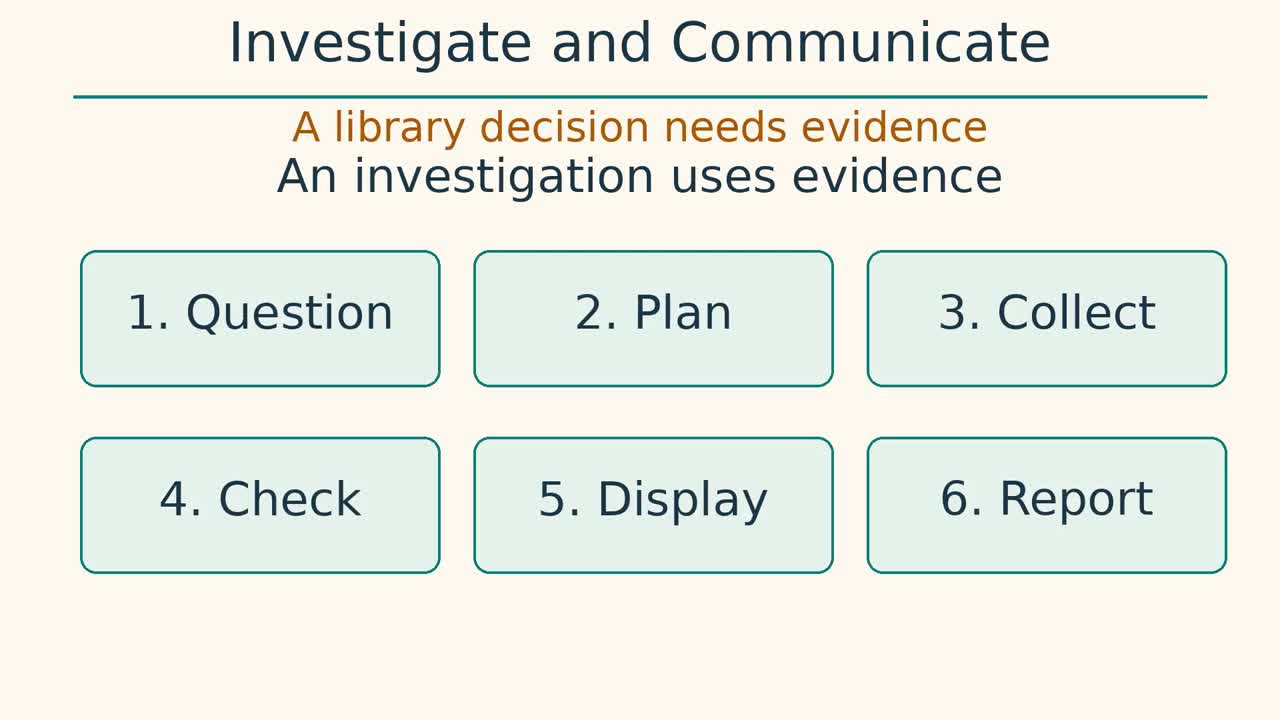 Investigate and Communicate
A library decision needs evidence
An investigation uses evidence
1. Question
2. Plan
3. Collect
4. Check
5. Display
6. Report